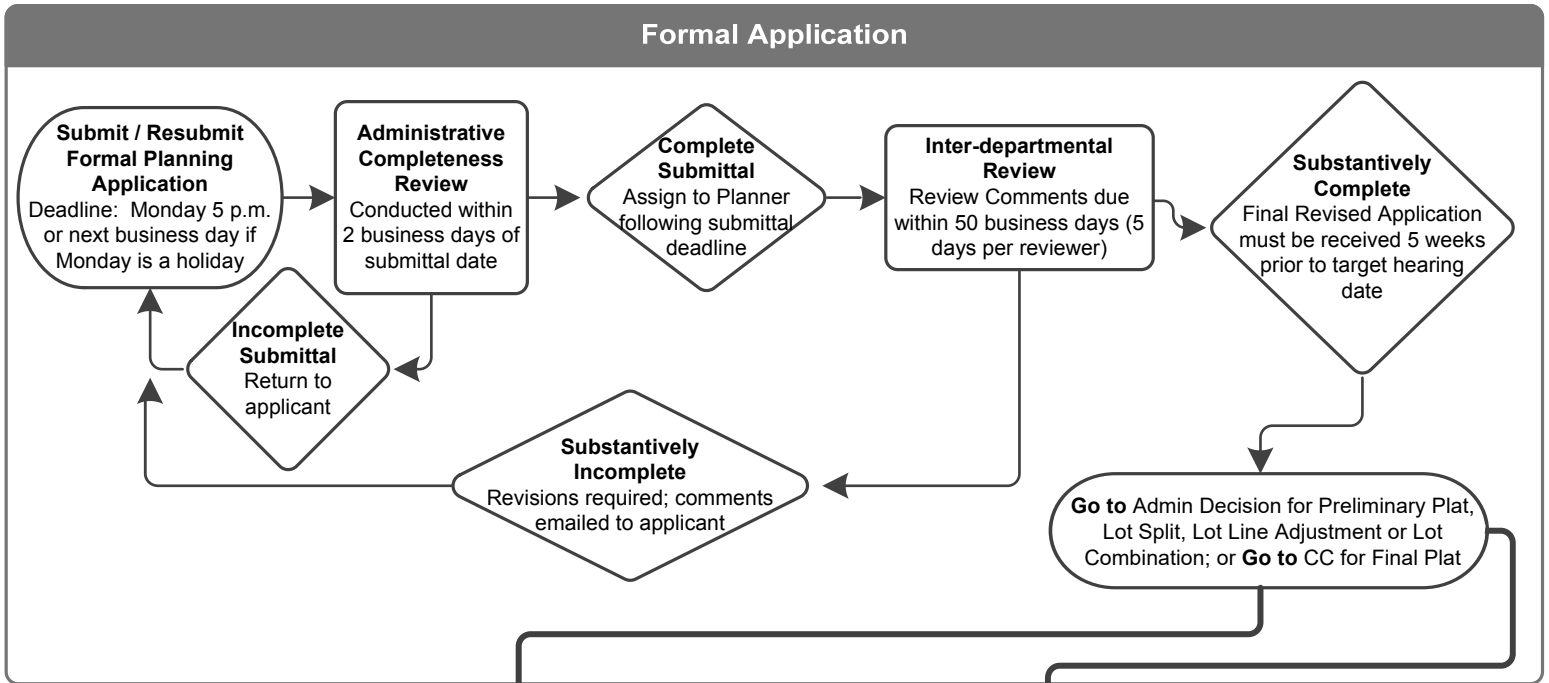 Formal Application
Submit / Resubmit
Formal Planning
Application
Deadline: Monday 5 p.m.
or next business day if
Monday is a holiday
Administrative
Completeness
Review
Conducted within
2 business days of
submittal date
Complete
Submittal
Assign to Planner
following submittal
deadline
Inter-departmental
Review
Review Comments due
within 50 business days (5
days per reviewer)
Substantively
Complete
Final Revised Application
must be received 5 weeks
prior to target hearing
date
Incomplete
Submittal
Return to
applicant
Substantively
Incomplete
Revisions required; comments
emailed to applicant
Go to Admin Decision for Preliminary Plat,
Lot Split, Lot Line Adjustment or Lot
Combination; or Go to CC for Final Plat